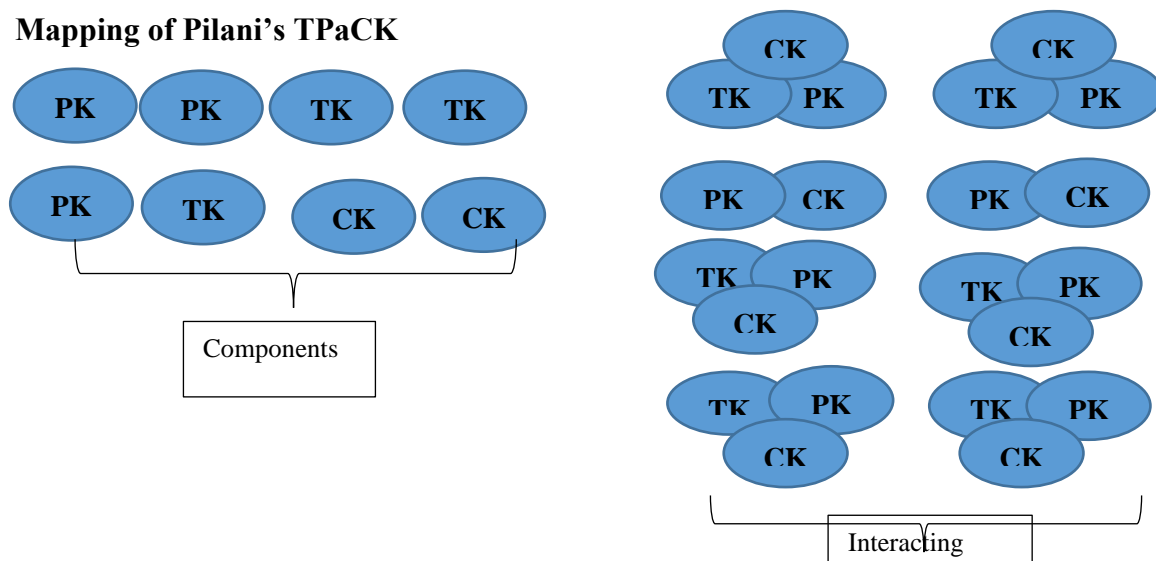 Mapping of Pilani's TPaCK
PK PK TK TK
PK TK CK CK
Components
CK CK
TK PK TK PK
PK CK PK CK
TK PK TK PK
CK CK
TK PK TK PK
CK CK
Interacting